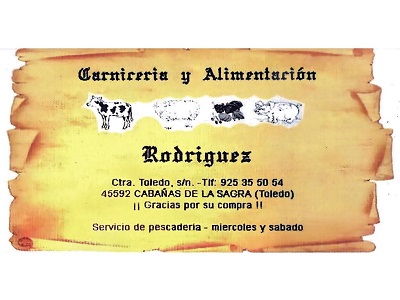 Carniceria y Alimentación
Rodriguez
Ctra. Toledo, s/n. -Tlf: 925 35 50 54
45592 CABAÑAS DE LA SAGRA (Toledo)
¡¡ Gracias por su compra !!
Servicio de pescaderia - miercoles y sabado